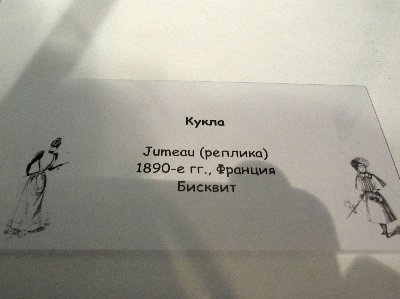 Кукла
Jumeau (реплика)
1890-е гг., Франция
Бисквит